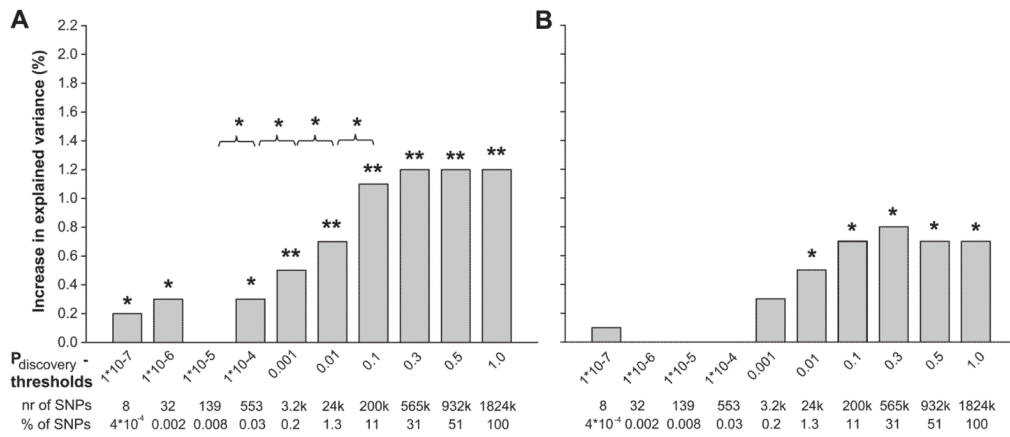 A
B
Increase in explained variance (%)
2.2
2.0
1.8
1.6
1.4
1.2
1.0
0.8
0.6
0.4
0.2
0.0
* * * *
* * * ** ** ** ** ** **
* * * * *
P discovery -
thresholds
1*10-7 1*10-6 1*10-5 1*10-4 0.001 0.01 0.1 0.3 0.5 1.0
1*10-7 1*10-6 1*10-5 1*10-4 0.001 0.01 0.1 0.3 0.5 1.0
nr of SNPs 8 32 139 553 3.2k 24k 200k 565k 932k 1824k 8 32 139 553 3.2k 24k 200k 565k 932k 1824k
% of SNPs 4*10⁻⁴ 0.002 0.008 0.03 0.2 1.3 11 31 51 100 4*10⁻⁴ 0.002 0.008 0.03 0.2 1.3 11 31 51 100